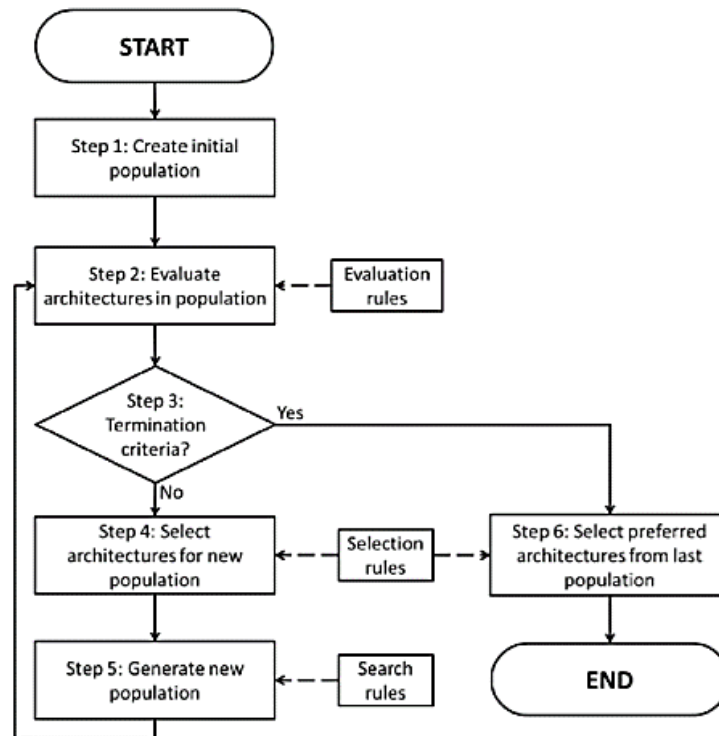 START
Step 1: Create initial
population
Step 2: Evaluate
architectures in population
Evaluation
rules
Step 3:
Termination
criteria?
Yes
No
Step 4: Select
architectures for new
population
Selection
rules
Step 6: Select preferred
architectures from last
population
Step 5: Generate new
population
Search
rules
END